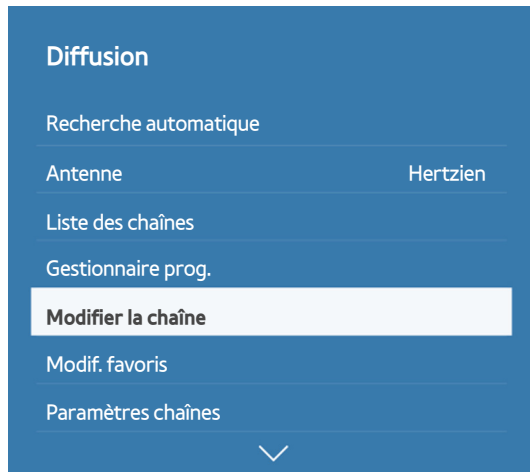 Diffusion
Recherche automatique
Antenne Hertzien
Liste des chaînes
Gestionnaire prog.
Modifier la chaîne
Modif. favoris
Paramètres chaînes